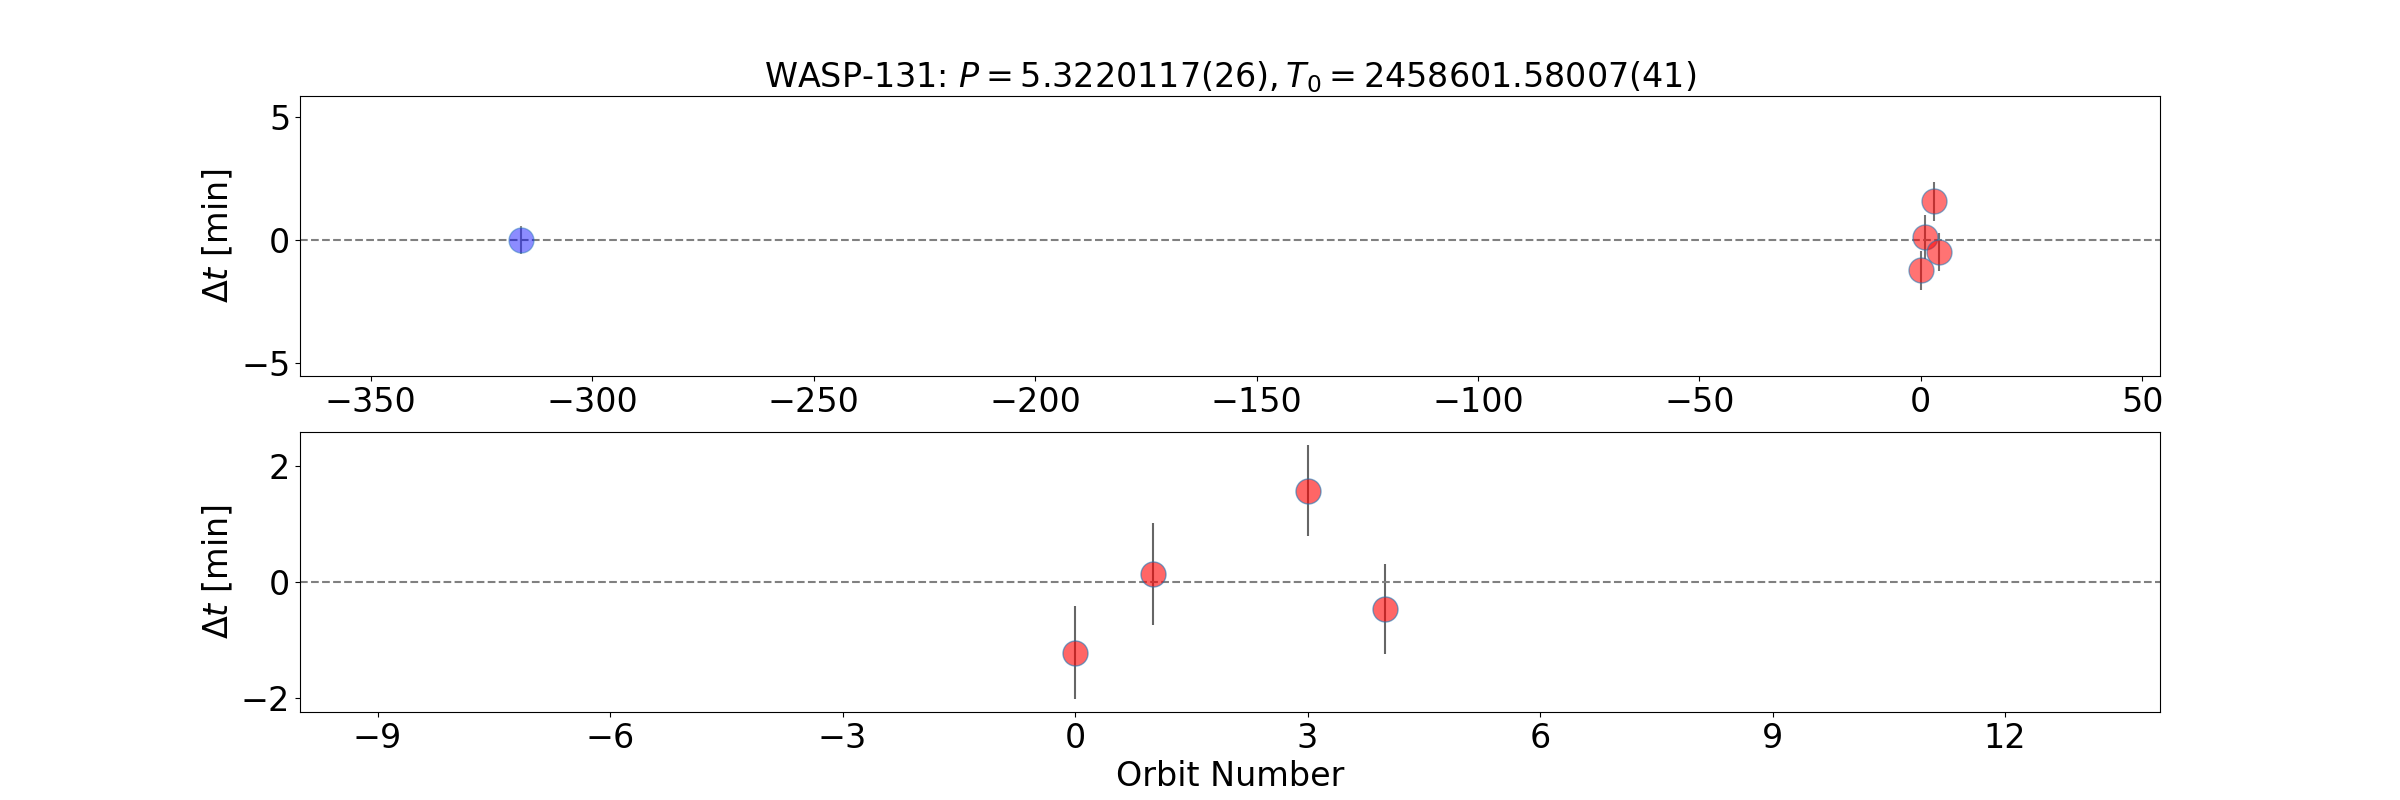 WASP-131: P = 5.3220117(26), T₀ = 2458601.58007(41)
5
0
−5
Δt [min]
−350 −300 −250 −200 −150 −100 −50 0 50
2
0
−2
Δt [min]
−9 −6 −3 0 3 6 9 12
Orbit Number